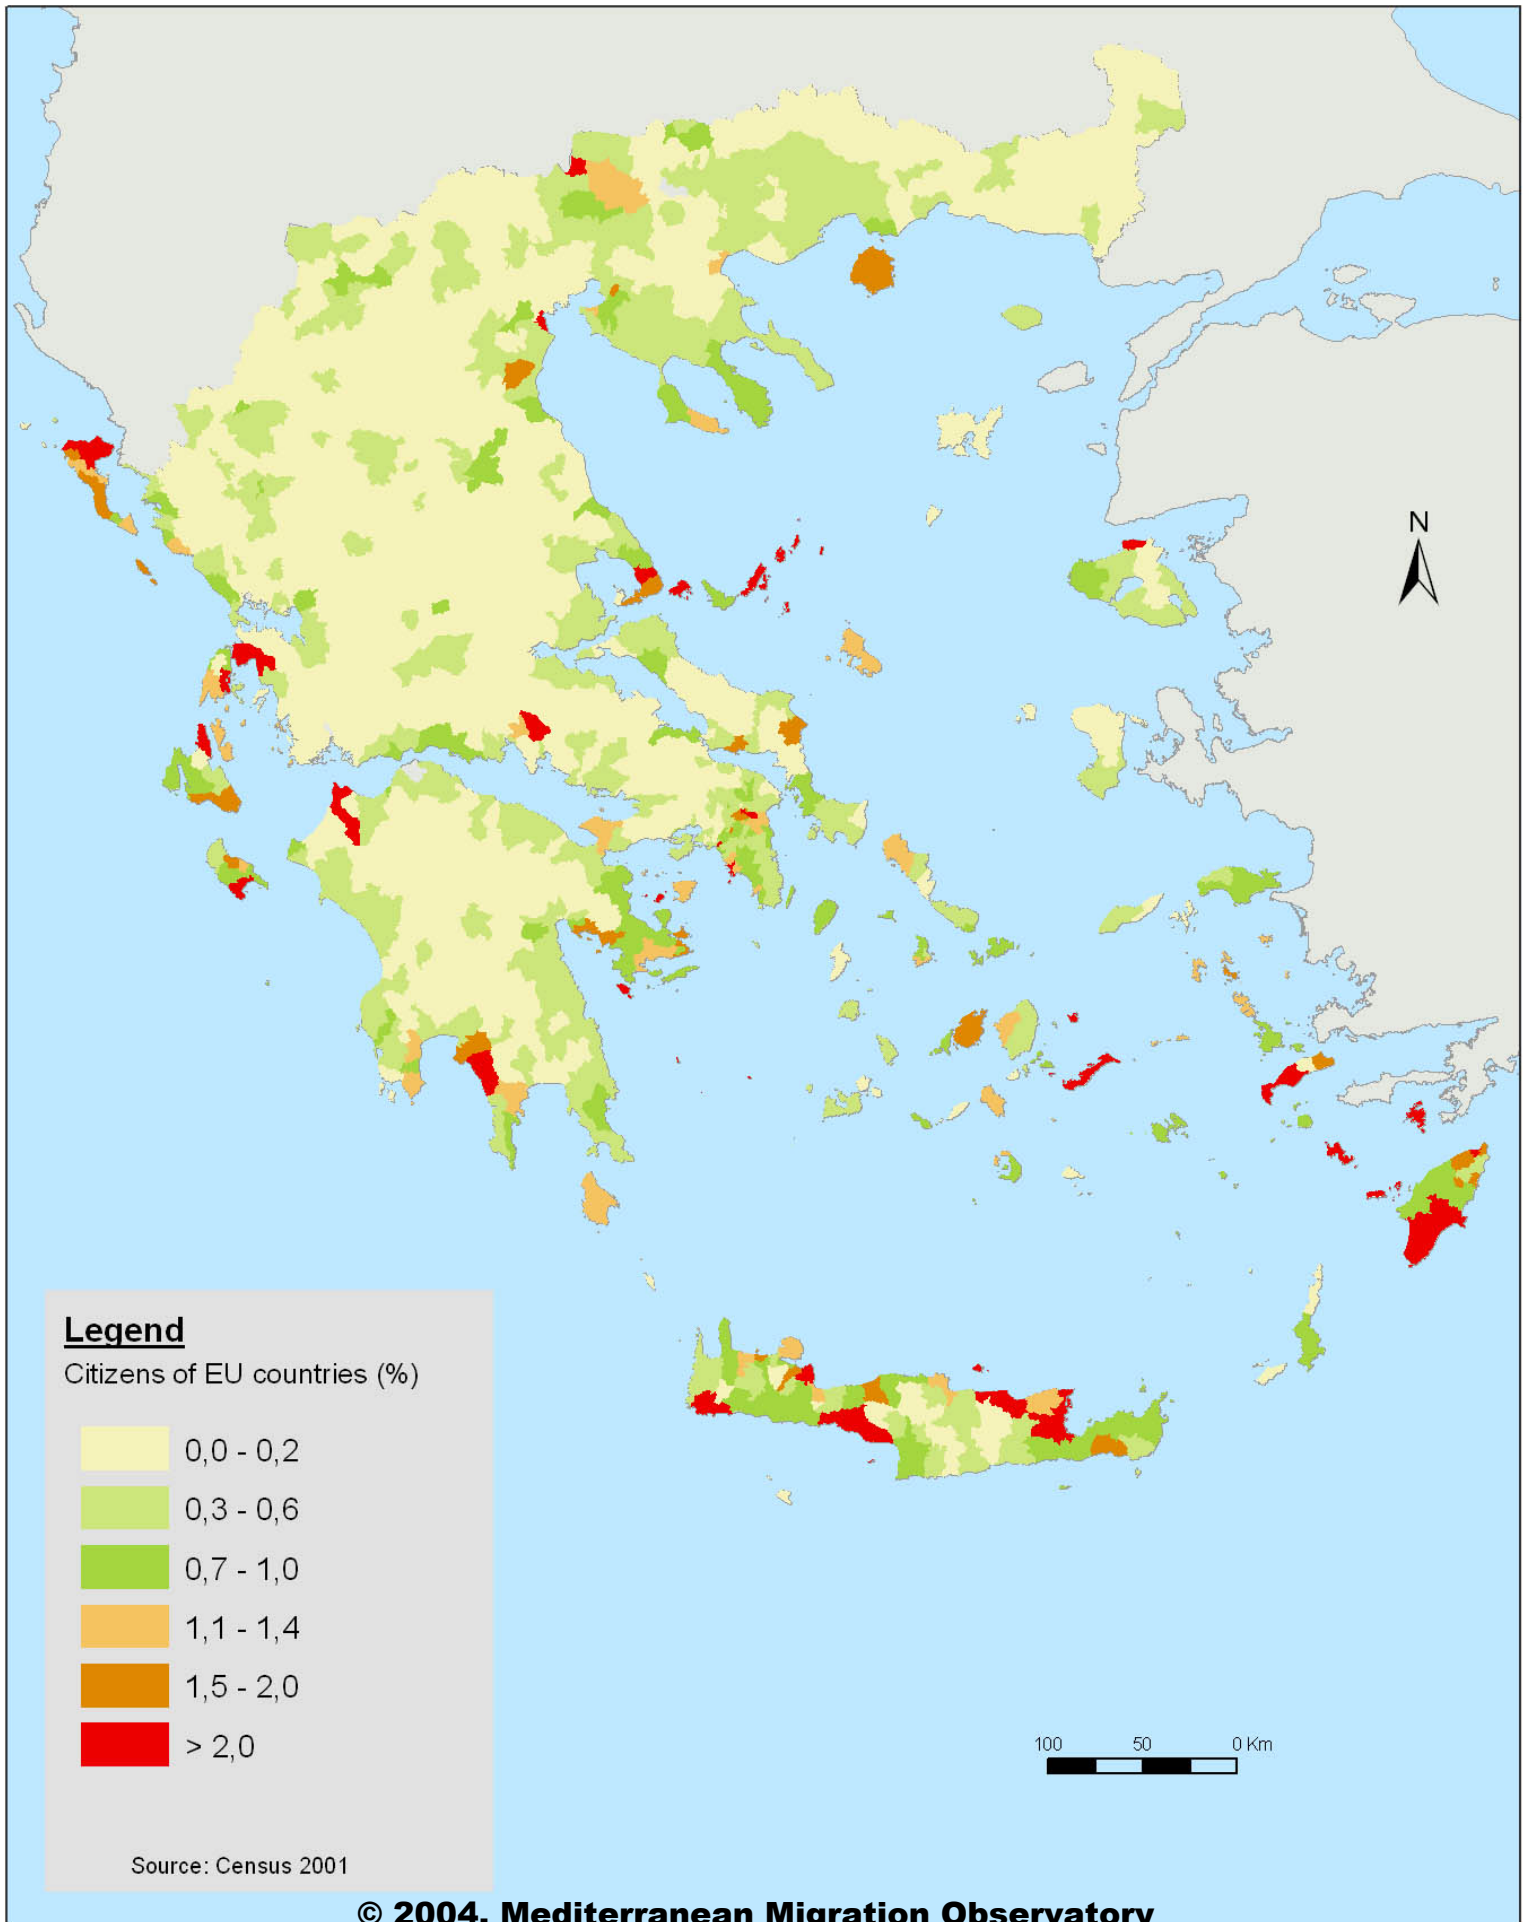 N
Legend
Citizens of EU countries (%)
0,0 - 0,2
0,3 - 0,6
0,7 - 1,0
1,1 - 1,4
1,5 - 2,0
> 2,0
100 50 0 Km
Source: Census 2001
© 2004, Mediterranean Migration Observatory